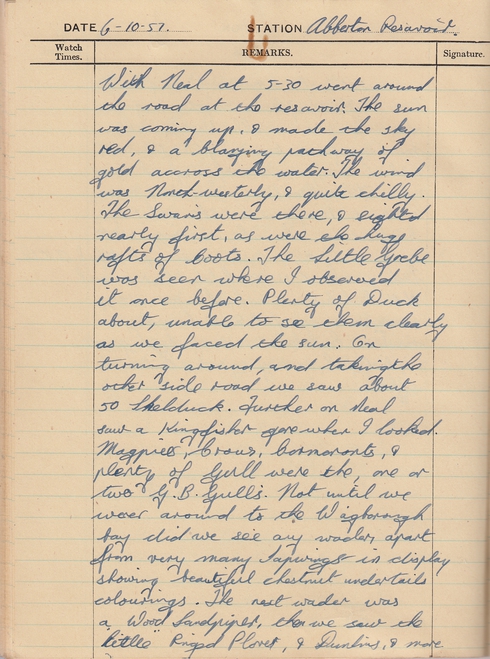 DATE 6-10-57. STATION Abberton Resavoir.
Watch Times. REMARKS. Signature.
With Neal at 5-30 went around
the road at the resavoir. The sun
was coming up, & made the sky
red, & a blazing pathway of
gold accross the water. The wind
was North-westerly, & quite chilly.
The Swans were there, & sighted
nearly first, as were the huge
rafts of Coots. The Little Grebe
was seen where I observed
it once before. Plenty of Duck
about, unable to see them clearly
as we faced the sun. On
turning around, and taking the
other side road we saw about
50 Shelduck. Further on Neal
saw a Kingfisher gone when I looked.
Magpies, Crows, Cormorants, &
plenty of Gull were the, one or
two G.B. Gulls. Not until we
were around to the Wigborough
bay did we see any wader, apart
from very many Lapwings in display
showing beautiful chestnut undertails
colourings. The next wader was
a Wood Sandpiper, then we saw the
little Ringed Plover, & Dunlins, & more